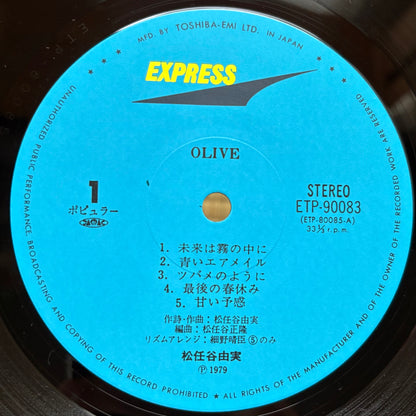 MFD. BY TOSHIBA-EMI LTD. IN JAPAN
EXPRESS
OLIVE
1
ポピュラー
JASRAC
STEREO
ETP-90083
(ETP-80085-A)
33⅓ r.p.m.
1. 未来は霧の中に
2. 青いエアメイル
3. ツバメのように
4. 最後の春休み
5. 甘い予感
作詩・作曲：松任谷由実
編曲：松任谷正隆
リズムアレンジ：細野晴臣⑤のみ
松任谷由実
Ⓟ1979
UNAUTHORIZED PUBLIC PERFORMANCE, BROADCASTING AND COPYING OF THIS RECORD PROHIBITED ★ ALL RIGHTS OF THE MANUFACTURER AND OF THE OWNER OF THE RECORDED WORK ARE RESERVED